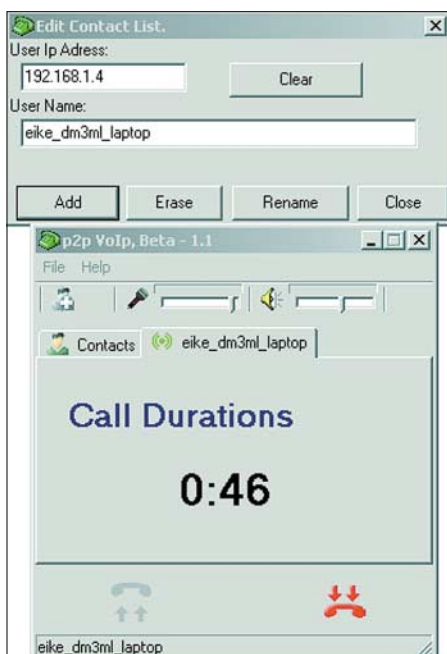 Edit Contact List.
User Ip Adress:
192.168.1.4
Clear
User Name:
eike_dm3ml_laptop
Add Erase Rename Close
p2p VoIp, Beta - 1.1
File Help
Contacts eike_dm3ml_laptop
Call Durations
0:46
eike_dm3ml_laptop